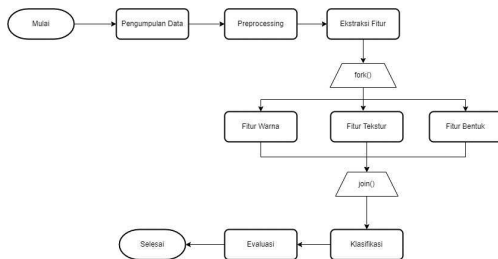 Mulai
Pengumpulan Data
Preprocessing
Ekstraksi Fitur
fork()
Fitur Warna
Fitur Tekstur
Fitur Bentuk
join()
Selesai
Evaluasi
Klasifikasi